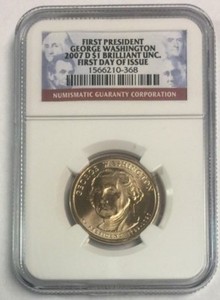 FIRST PRESIDENT
GEORGE WASHINGTON
2007 D $1 BRILLIANT UNC.
FIRST DAY OF ISSUE
1566210-368
NUMISMATIC GUARANTY CORPORATION
GEORGE WASHINGTON